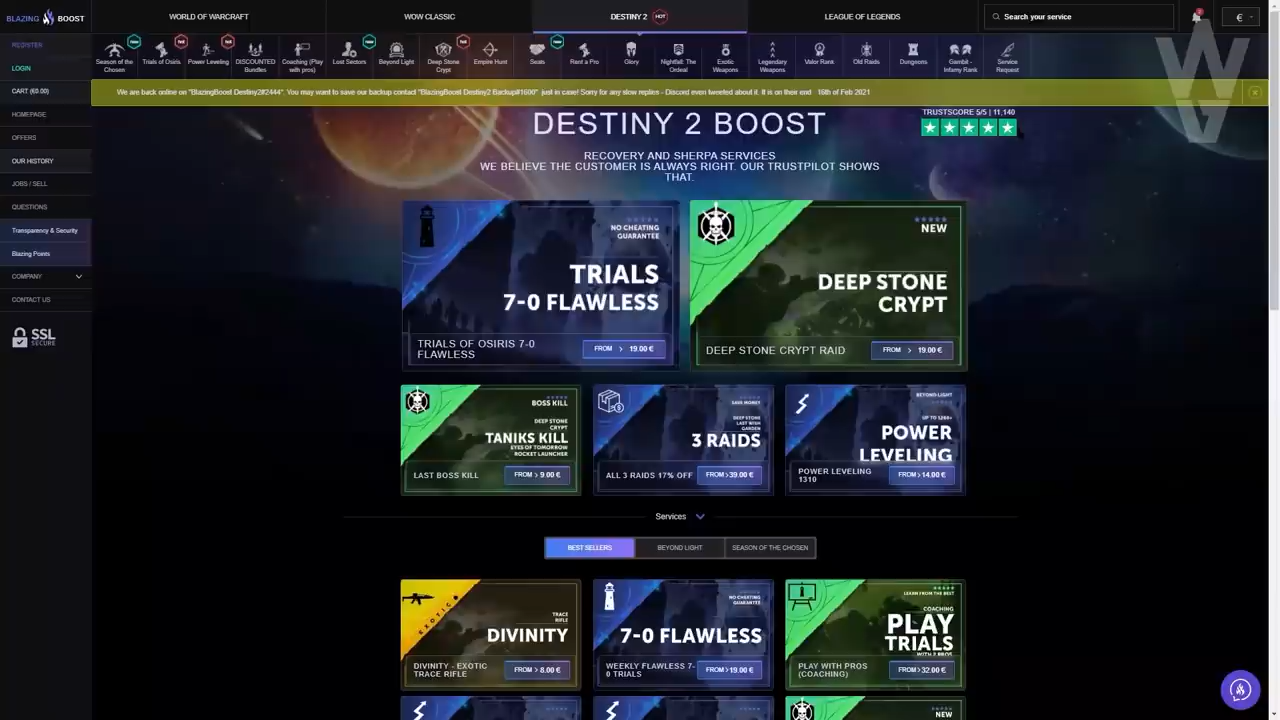 BLAZING BOOST
WORLD OF WARCRAFT
WOW CLASSIC
DESTINY 2
HOT
LEAGUE OF LEGENDS
Search your service
€
REGISTER
LOGIN
CART (€0.00)
HOMEPAGE
OFFERS
OUR HISTORY
JOBS / SELL
QUESTIONS
Transparency & Security
Blazing Points
COMPANY
CONTACT US
SSL
SECURE
Season of the
Chosen
Trials of Osiris
Power Leveling
DISCOUNTED
Bundles
Coaching (Play
with pros)
Lost Sectors
Beyond Light
Deep Stone
Crypt
Empire Hunt
Seals
Rent a Pro
Glory
Nightfall: The
Ordeal
Exotic
Weapons
Legendary
Weapons
Valor Rank
Old Raids
Dungeons
Gambit -
Infamy Rank
Service
Request
We are back online on "BlazingBoost Destiny2#2444". You may want to save our backup contact "BlazingBoost Destiny2 Backup#1600" just in case! Sorry for any slow replies - Discord even tweeted about it. It is on their end 16th of Feb 2021
DESTINY 2 BOOST
TRUSTSCORE 5/5 | 11,140
RECOVERY AND SHERPA SERVICES
WE BELIEVE THE CUSTOMER IS ALWAYS RIGHT. OUR TRUSTPILOT SHOWS
THAT.
NO CHEATING
GUARANTEE
TRIALS
7-0 FLAWLESS
TRIALS OF OSIRIS 7-0
FLAWLESS
FROM > 19.00 €
NEW
DEEP STONE
CRYPT
DEEP STONE CRYPT RAID
FROM > 19.00 €
BOSS KILL
DEEP STONE
CRYPT
TANIKS KILL
EYES OF TOMORROW
ROCKET LAUNCHER
LAST BOSS KILL
FROM > 9.00 €
SAVE MONEY
DEEP STONE
LAST WISH
GARDEN
3 RAIDS
ALL 3 RAIDS 17% OFF
FROM > 39.00 €
BEYOND LIGHT
UP TO 1260+
POWER
LEVELING
POWER LEVELING
1310
FROM > 14.00 €
Services
BEST SELLERS
BEYOND LIGHT
SEASON OF THE CHOSEN
EXOTIC
TRACE
RIFLE
DIVINITY
DIVINITY - EXOTIC
TRACE RIFLE
FROM > 8.00 €
NO CHEATING
GUARANTEE
7-0 FLAWLESS
WEEKLY FLAWLESS 7-
0 TRIALS
FROM > 19.00 €
LEARN FROM THE BEST
COACHING
PLAY
TRIALS
WITH 2 PROS
PLAY WITH PROS
(COACHING)
FROM > 32.00 €
NEW